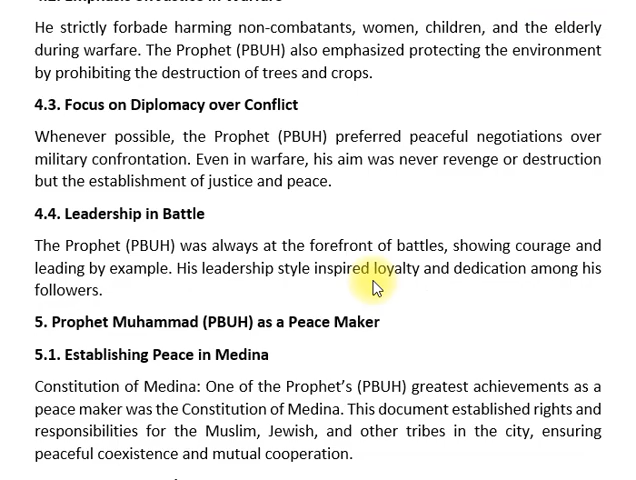 4.2. Emphasis on Justice in Warfare
He strictly forbade harming non-combatants, women, children, and the elderly
during warfare. The Prophet (PBUH) also emphasized protecting the environment
by prohibiting the destruction of trees and crops.
4.3. Focus on Diplomacy over Conflict
Whenever possible, the Prophet (PBUH) preferred peaceful negotiations over
military confrontation. Even in warfare, his aim was never revenge or destruction
but the establishment of justice and peace.
4.4. Leadership in Battle
The Prophet (PBUH) was always at the forefront of battles, showing courage and
leading by example. His leadership style inspired loyalty and dedication among his
followers.
5. Prophet Muhammad (PBUH) as a Peace Maker
5.1. Establishing Peace in Medina
Constitution of Medina: One of the Prophet’s (PBUH) greatest achievements as a
peace maker was the Constitution of Medina. This document established rights and
responsibilities for the Muslim, Jewish, and other tribes in the city, ensuring
peaceful coexistence and mutual cooperation.